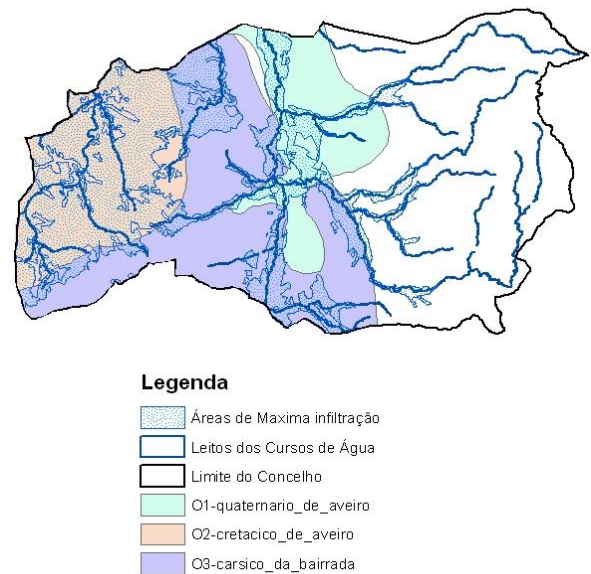 Legenda
Áreas de Maxima infiltração
Leitos dos Cursos de Água
Limite do Concelho
O1-quaternario_de_aveiro
O2-cretacico_de_aveiro
O3-carsico_da_bairrada